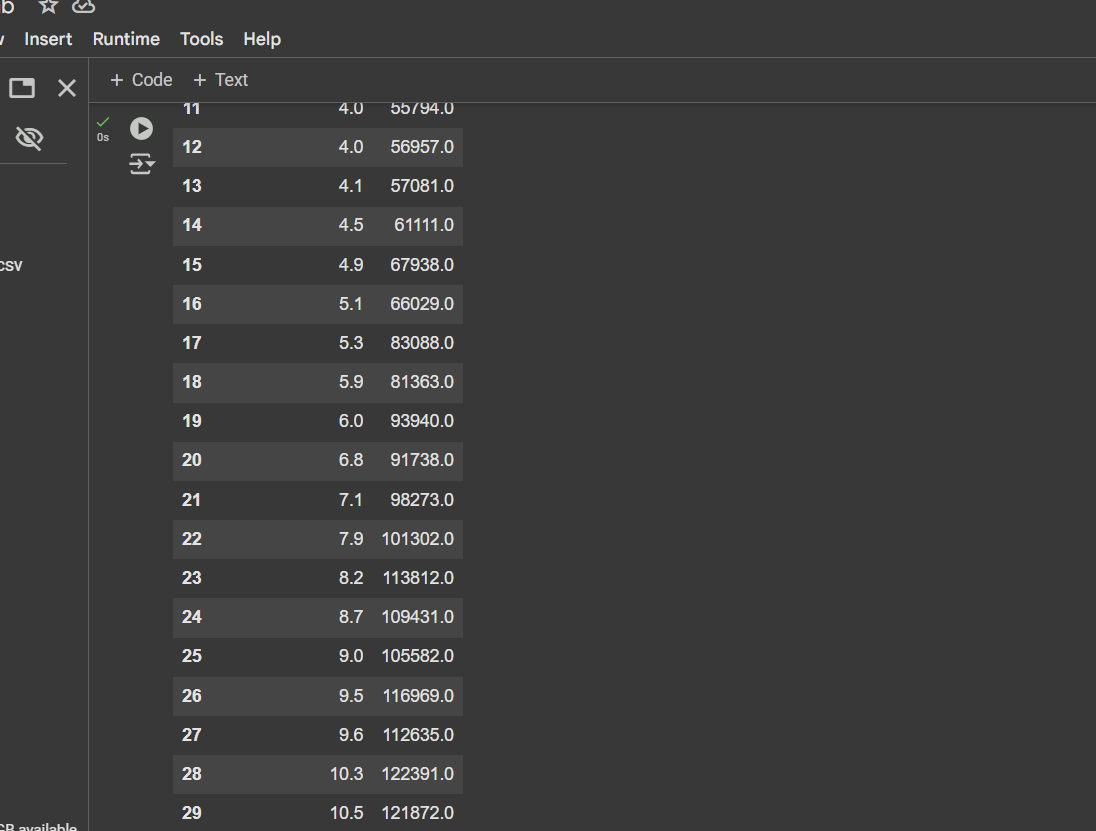 b
Insert Runtime Tools Help
+ Code + Text
11 4.0 55794.0
0s
12 4.0 56957.0
13 4.1 57081.0
14 4.5 61111.0
csv
15 4.9 67938.0
16 5.1 66029.0
17 5.3 83088.0
18 5.9 81363.0
19 6.0 93940.0
20 6.8 91738.0
21 7.1 98273.0
22 7.9 101302.0
23 8.2 113812.0
24 8.7 109431.0
25 9.0 105582.0
26 9.5 116969.0
27 9.6 112635.0
28 10.3 122391.0
29 10.5 121872.0
GB available